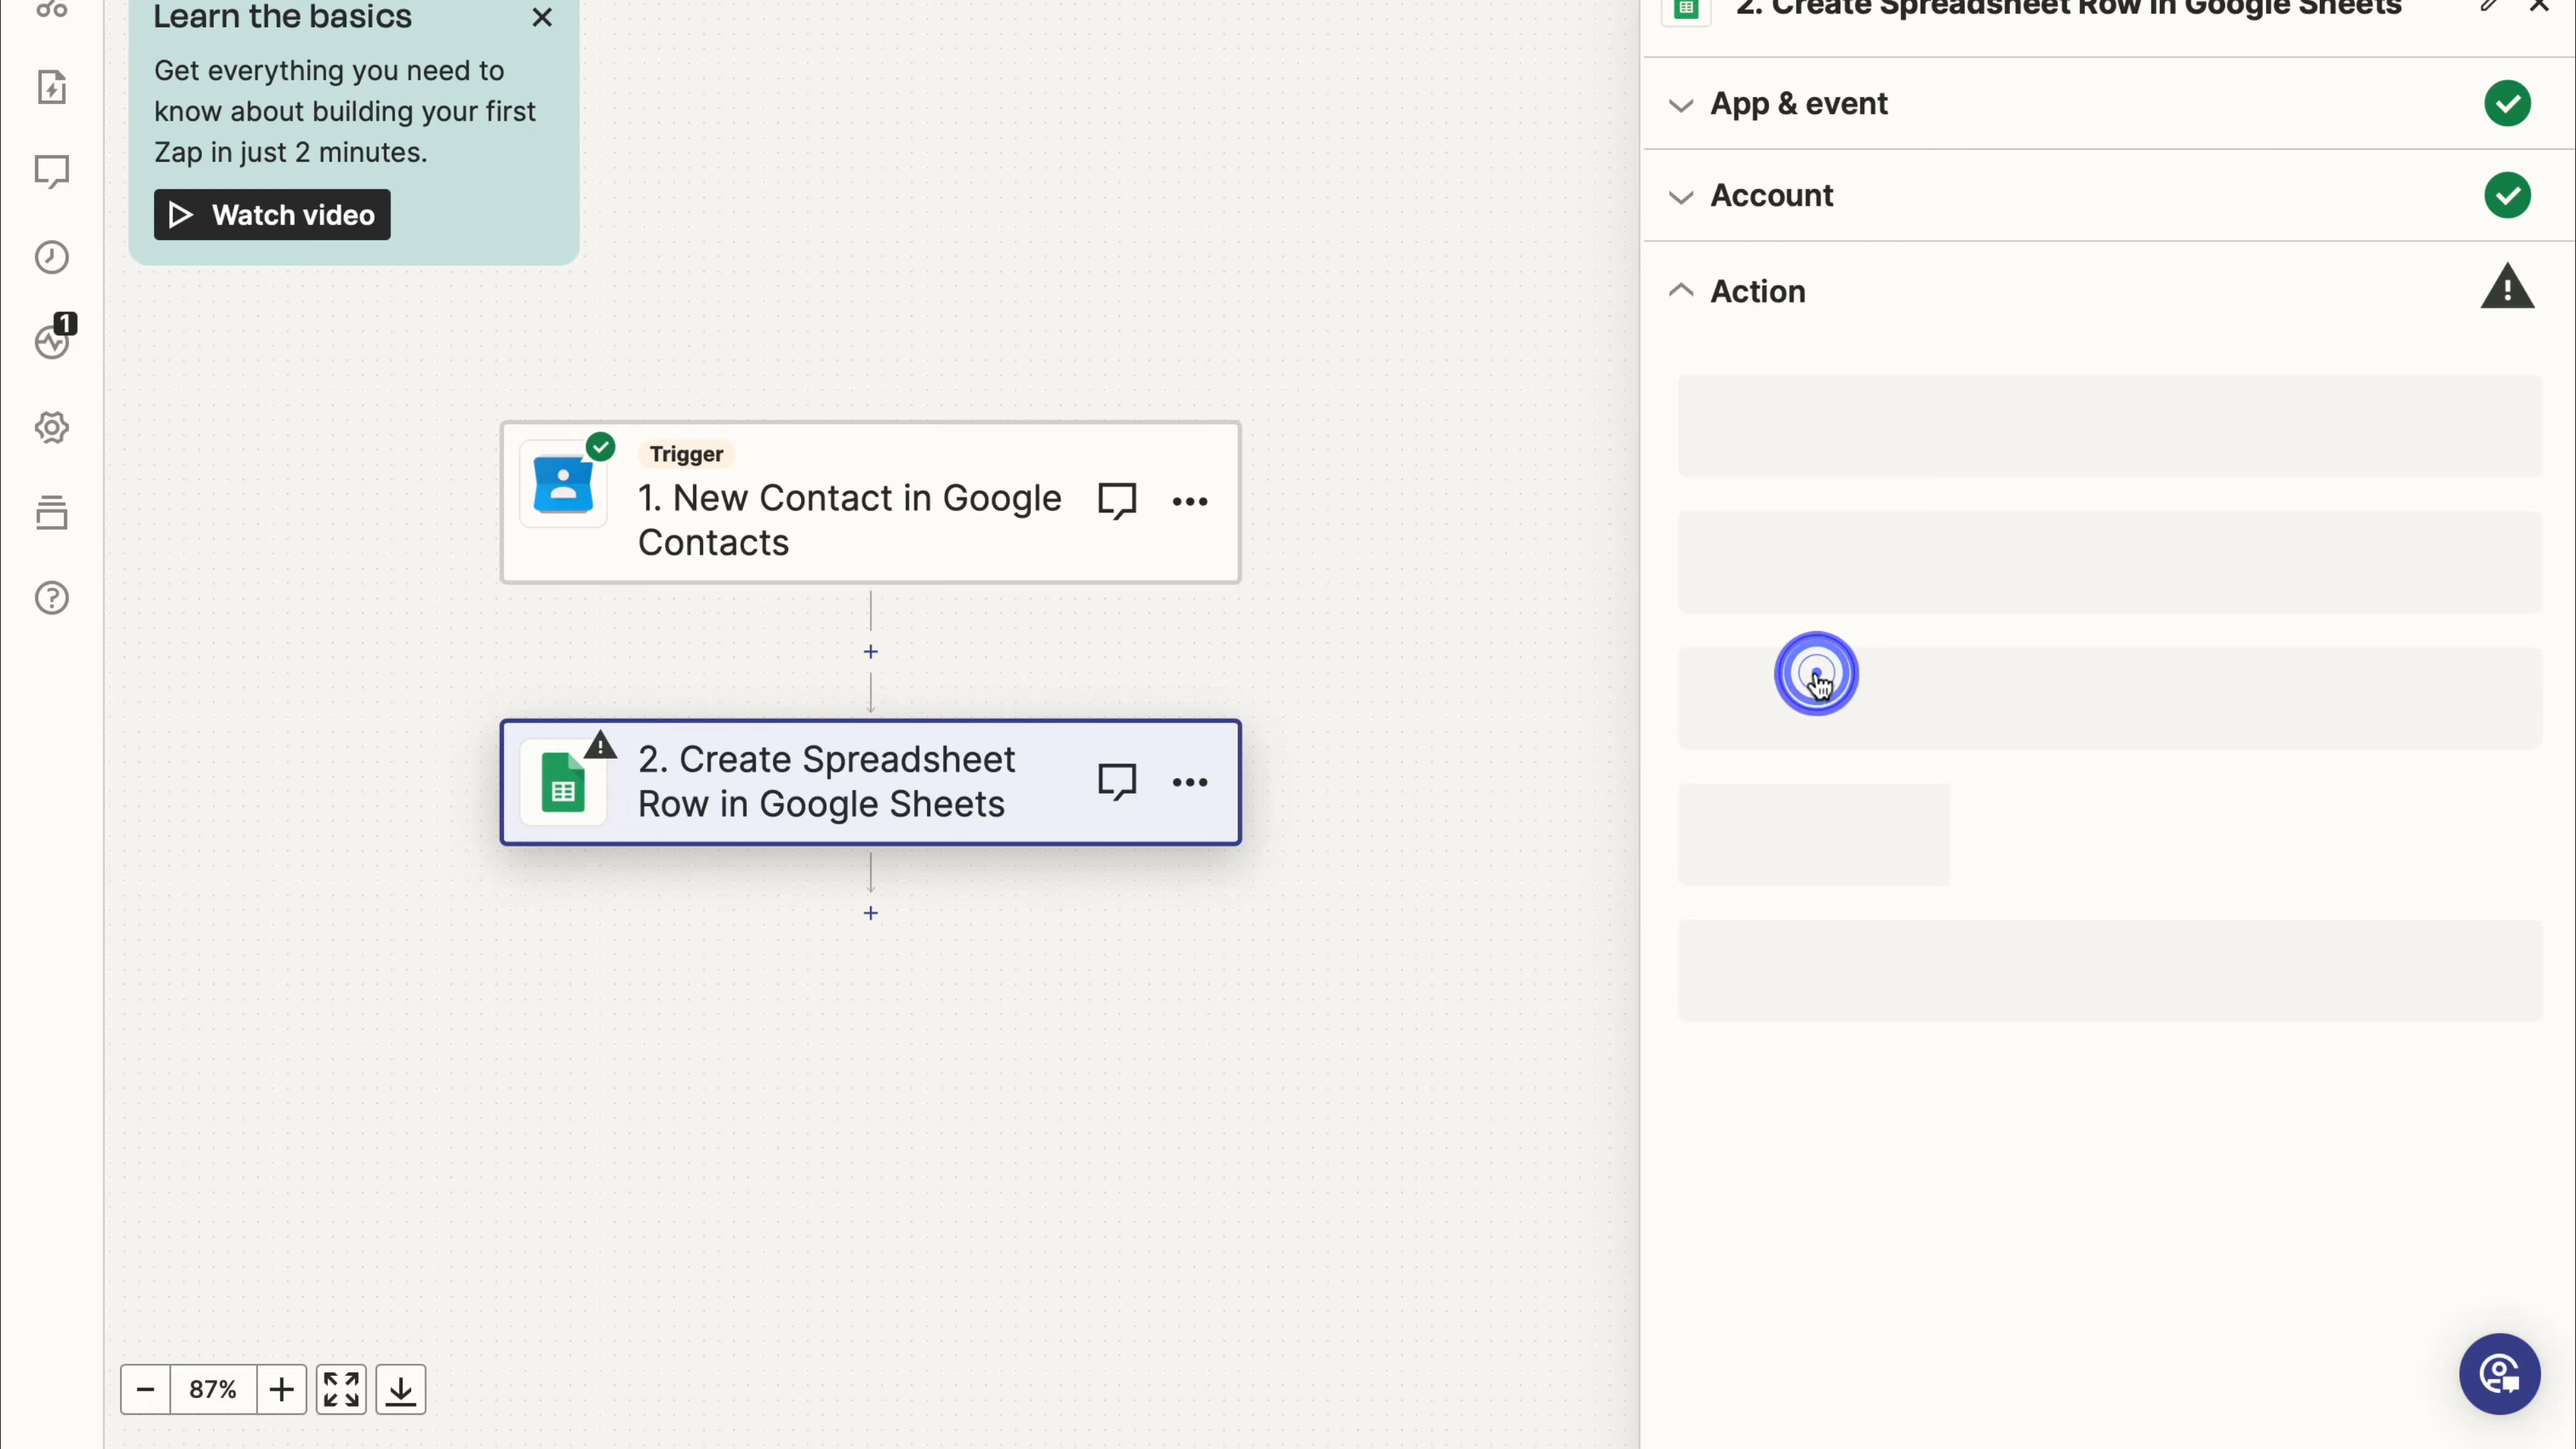 Learn the basics
Get everything you need to
know about building your first
Zap in just 2 minutes.
Watch video
1
Trigger
1. New Contact in Google
Contacts
2. Create Spreadsheet
Row in Google Sheets
87%
2. Create Spreadsheet Row in Google Sheets
App & event
Account
Action